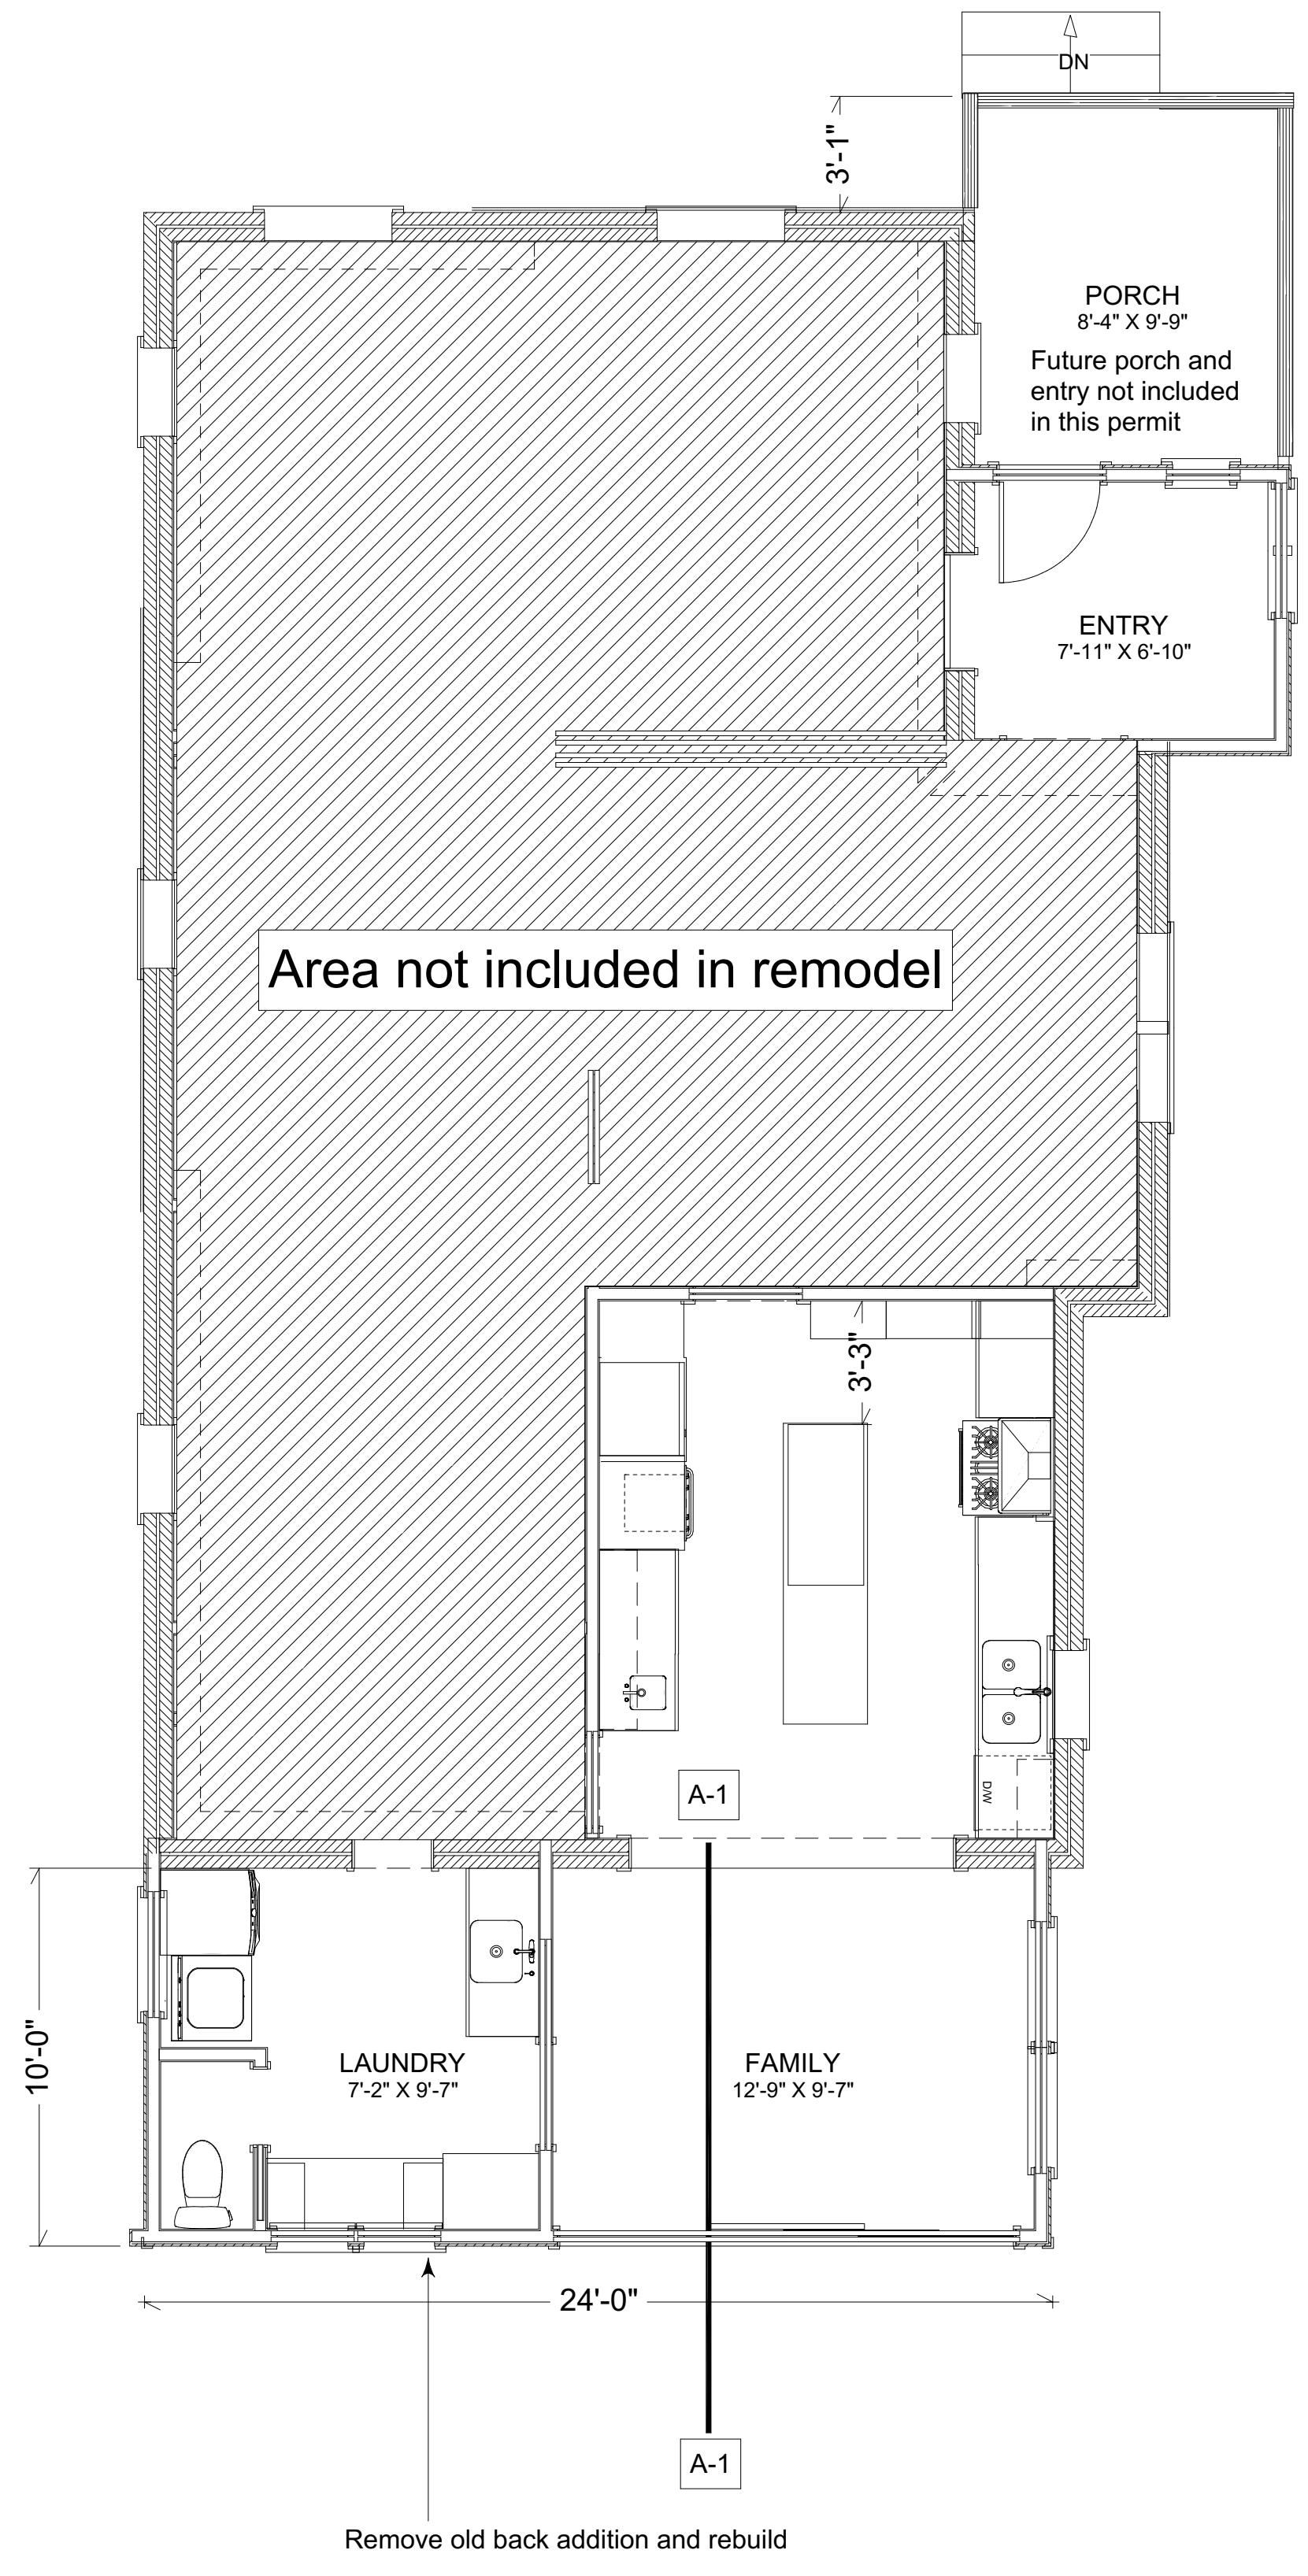 DN
3'-1"
PORCH
8'-4" X 9'-9"
Future porch and
entry not included
in this permit
ENTRY
7'-11" X 6'-10"
Area not included in remodel
3'-3"
A-1
D/W
10'-0"
LAUNDRY
7'-2" X 9'-7"
FAMILY
12'-9" X 9'-7"
24'-0"
A-1
Remove old back addition and rebuild